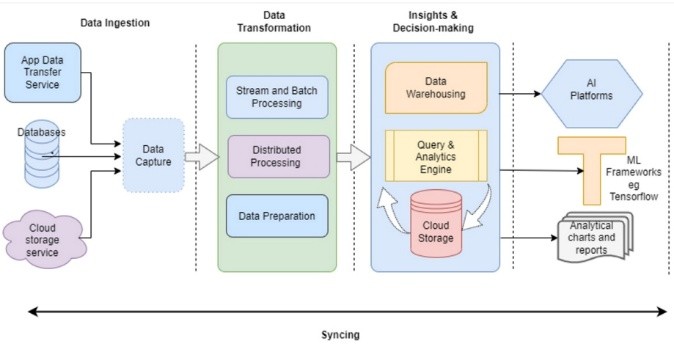 Data Ingestion
Data
Transformation
Insights &
Decision-making
App Data
Transfer
Service
Databases
Cloud
storage
service
Data
Capture
Stream and Batch
Processing
Distributed
Processing
Data Preparation
Data
Warehousing
Query &
Analytics
Engine
Cloud
Storage
AI
Platforms
ML
Frameworks
eg
Tensorflow
Analytical
charts and
reports
Syncing